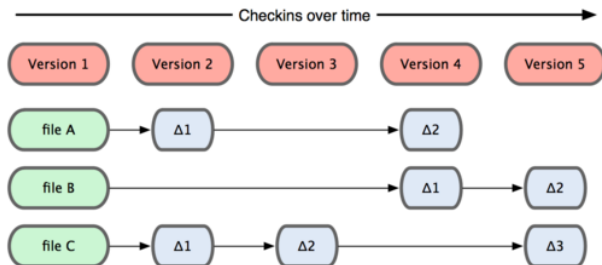 Checkins over time
Version 1 Version 2 Version 3 Version 4 Version 5
file A Δ1 Δ2
file B Δ1 Δ2
file C Δ1 Δ2 Δ3